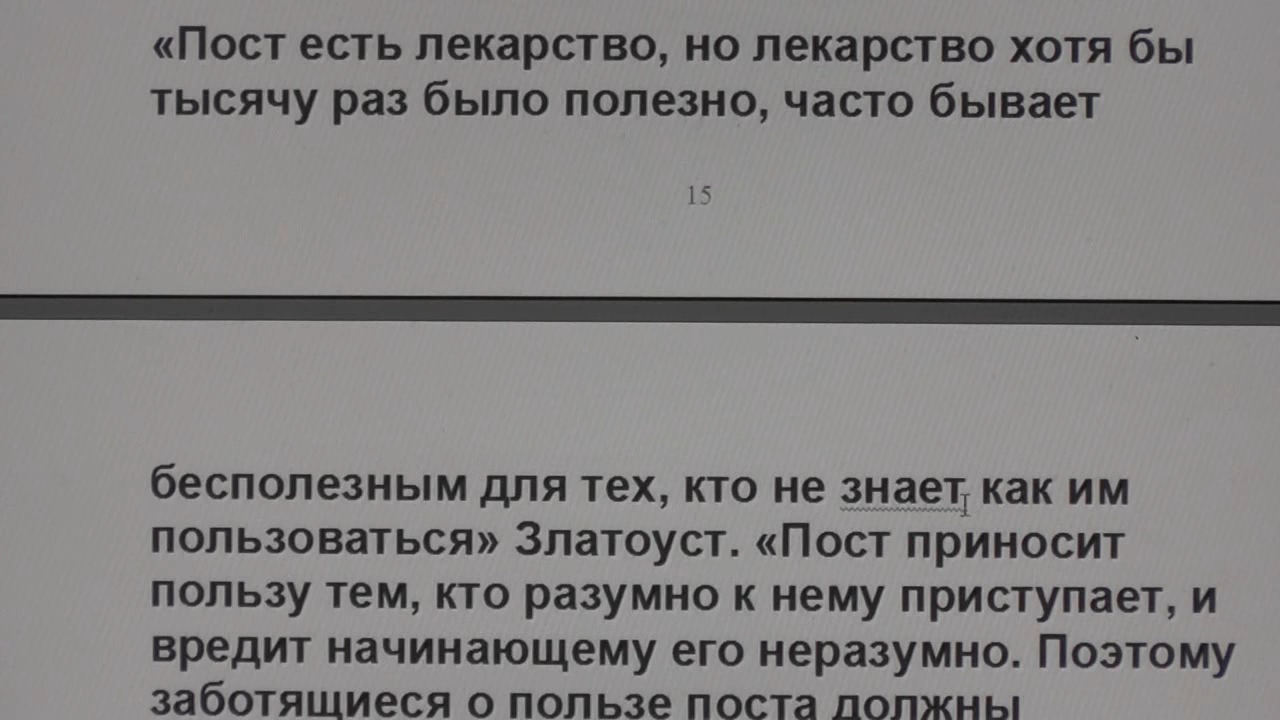 «Пост есть лекарство, но лекарство хотя бы
тысячу раз было полезно, часто бывает
15
бесполезным для тех, кто не знает как им
пользоваться» Златоуст. «Пост приносит
пользу тем, кто разумно к нему приступает, и
вредит начинающему его неразумно. Поэтому
заботящиеся о пользе поста должны